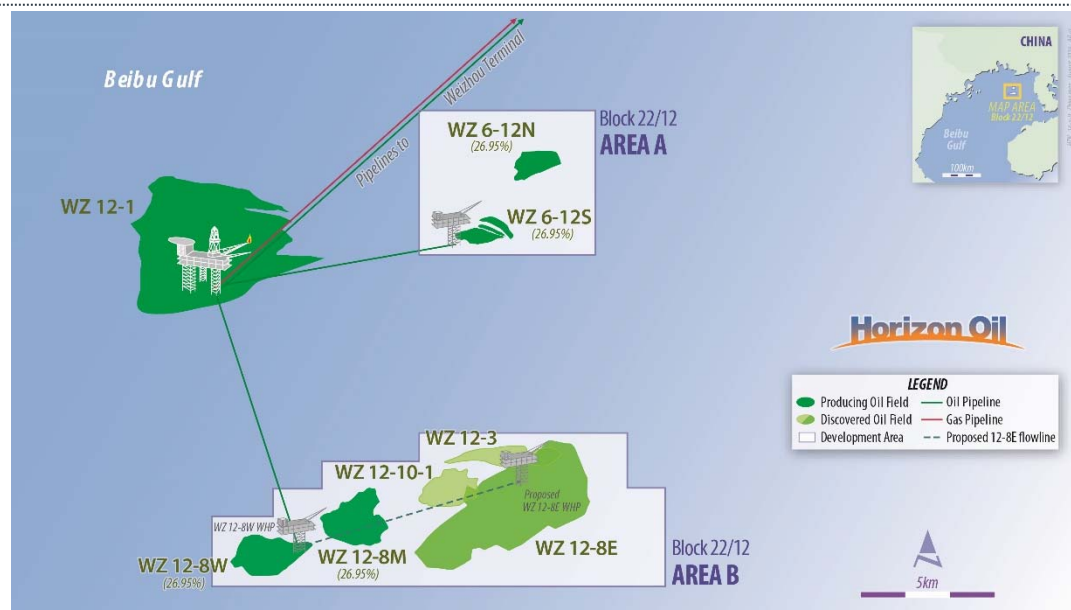 Beibu Gulf
Pipelines to Weizhou Terminal
WZ 12-1
WZ 6-12N
(26.95%)
WZ 6-12S
(26.95%)
Block 22/12
AREA A
CHINA
MAP AREA
Block 22/12
Beibu
Gulf
100km
Horizon Oil
LEGEND
Producing Oil Field
Oil Pipeline
Discovered Oil Field
Gas Pipeline
Development Area
Proposed 12-8E flowline
WZ 12-3
WZ 12-10-1
Proposed
WZ 12-8E WHP
WZ 12-8W WHP
WZ 12-8W
(26.95%)
WZ 12-8M
(26.95%)
WZ 12-8E
Block 22/12
AREA B
5km